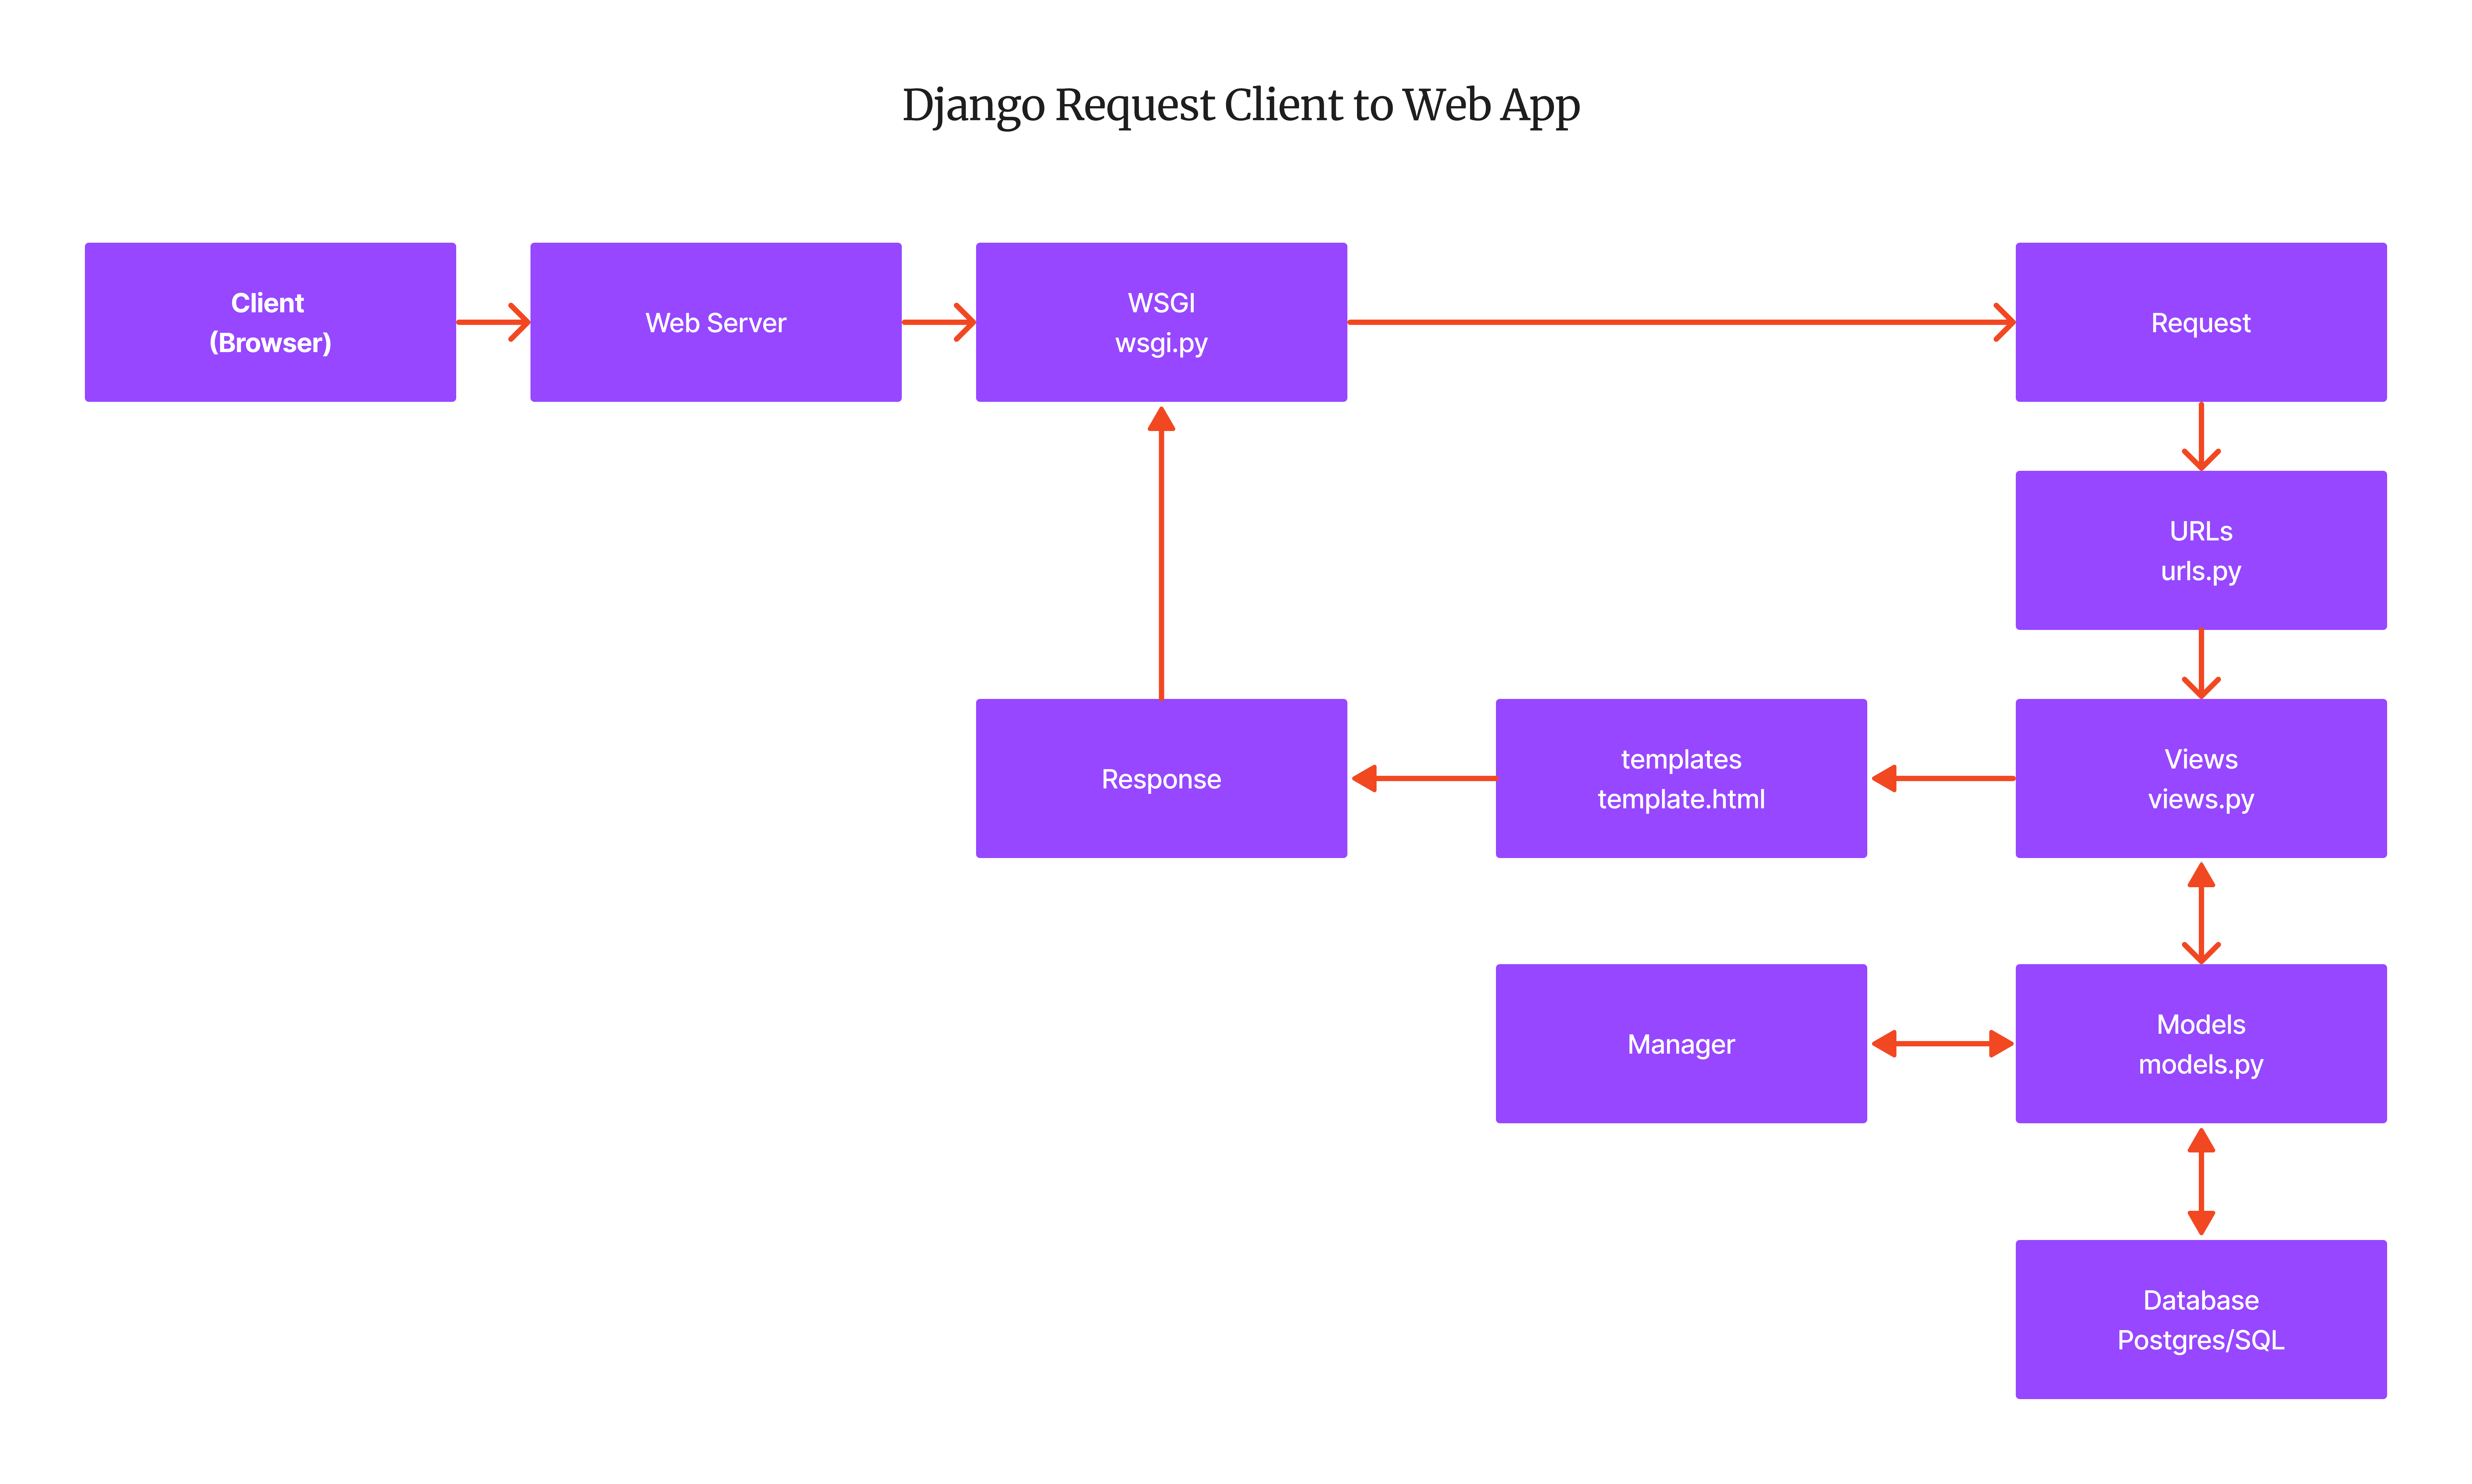 Django Request Client to Web App
Client
(Browser)
Web Server
WSGI
wsgi.py
Request
URLs
urls.py
Response
templates
template.html
Views
views.py
Manager
Models
models.py
Database
Postgres/SQL